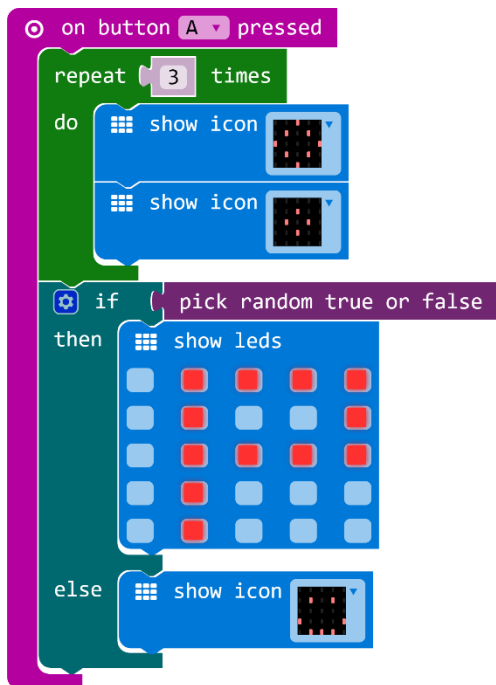 on button A pressed
repeat 3 times
do show icon
show icon
if pick random true or false
then show leds
else show icon